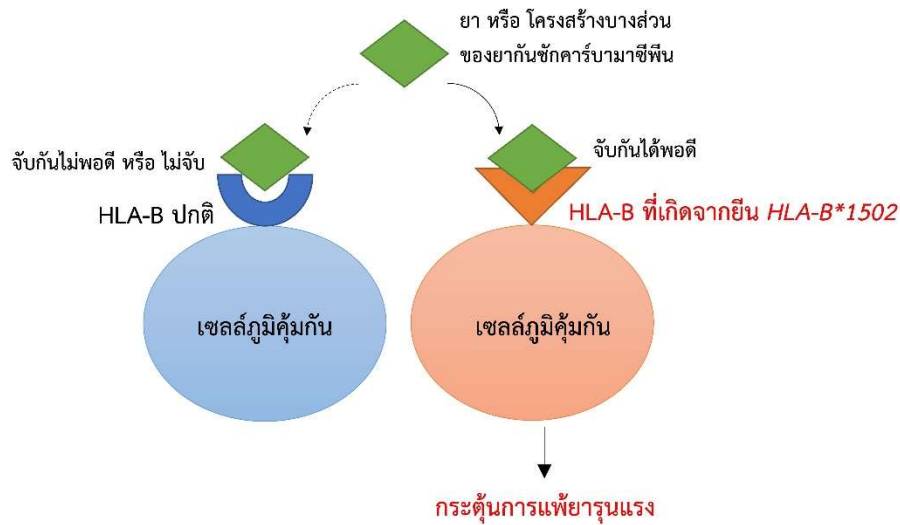 ยา หรือ โครงสร้างบางส่วน
ของยากันชักคาร์บามาซีพีน
จับกันไม่พอดี หรือ ไม่จับ
จับกันได้พอดี
HLA-B ปกติ
HLA-B ที่เกิดจากยีน HLA-B*1502
เซลล์ภูมิคุ้มกัน
เซลล์ภูมิคุ้มกัน
กระตุ้นการแพ้ยารุนแรง